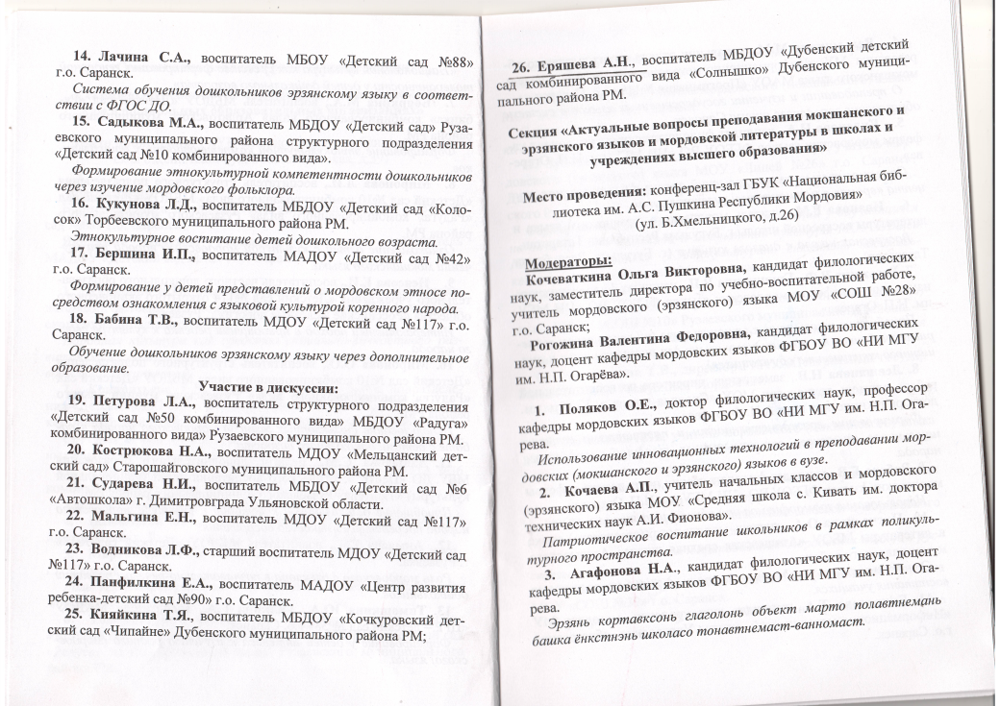 14. Лачина С.А., воспитатель МБОУ «Детский сад №88»
г.о. Саранск.
Система обучения дошкольников эрзянскому языку в соответ-
ствии с ФГОС ДО.
15. Садыкова М.А., воспитатель МБДОУ «Детский сад» Руза-
евского муниципального района структурного подразделения
«Детский сад №10 комбинированного вида».
Формирование этнокультурной компетентности дошкольников
через изучение мордовского фольклора.
16. Кукунова Л.Д., воспитатель МБДОУ «Детский сад «Коло-
сок» Торбеевского муниципального района РМ.
Этнокультурное воспитание детей дошкольного возраста.
17. Бершина И.П., воспитатель МАДОУ «Детский сад №42»
г.о. Саранск.
Формирование у детей представлений о мордовском этносе по-
средством ознакомления с языковой культурой коренного народа.
18. Бабина Т.В., воспитатель МДОУ «Детский сад №117» г.о.
Саранск.
Обучение дошкольников эрзянскому языку через дополнительное
образование.
Участие в дискуссии:
19. Петурова Л.А., воспитатель структурного подразделения
«Детский сад №50 комбинированного вида» МБДОУ «Радуга»
комбинированного вида» Рузаевского муниципального района РМ.
20. Кострюкова Н.А., воспитатель МДОУ «Мельцанский дет-
ский сад» Старошайговского муниципального района РМ.
21. Сударева Н.И., воспитатель МБДОУ «Детский сад №6
«Автошкола» г. Димитровграда Ульяновской области.
22. Мальгина Е.Н., воспитатель МДОУ «Детский сад №117»
г.о. Саранск.
23. Водникова Л.Ф., старший воспитатель МДОУ «Детский сад
№117» г.о. Саранск.
24. Панфилкина Е.А., воспитатель МАДОУ «Центр развития
ребенка-детский сад №90» г.о. Саранск.
25. Кияйкина Т.Я., воспитатель МБДОУ «Кочкуровский дет-
ский сад «Чипайне» Дубенского муниципального района РМ;
26. Еряшева А.Н., воспитатель МБДОУ «Дубенский детский
сад комбинированного вида «Солнышко» Дубенского муници-
пального района РМ.
Секция «Актуальные вопросы преподавания мокшанского и
эрзянского языков и мордовской литературы в школах и
учреждениях высшего образования»
Место проведения: конференц-зал ГБУК «Национальная биб-
лиотека им. А.С. Пушкина Республики Мордовия»
(ул. Б.Хмельницкого, д.26)
Модераторы:
Кочеваткина Ольга Викторовна, кандидат филологических
наук, заместитель директора по учебно-воспитательной работе,
учитель мордовского (эрзянского) языка МОУ «СОШ №28»
г.о. Саранск;
Рогожина Валентина Федоровна, кандидат филологических
наук, доцент кафедры мордовских языков ФГБОУ ВО «НИ МГУ
им. Н.П. Огарёва».
1. Поляков О.Е., доктор филологических наук, профессор
кафедры мордовских языков ФГБОУ ВО «НИ МГУ им. Н.П. Ога-
рева.
Использование инновационных технологий в преподавании мор-
довских (мокшанского и эрзянского) языков в вузе.
2. Кочаева А.П., учитель начальных классов и мордовского
(эрзянского) языка МОУ «Средняя школа с. Кивать им. доктора
технических наук А.И. Фионова».
Патриотическое воспитание школьников в рамках поликуль-
турного пространства.
3. Агафонова Н.А., кандидат филологических наук, доцент
кафедры мордовских языков ФГБОУ ВО «НИ МГУ им. Н.П. Ога-
рева.
Эрзянь кортавксонь глаголонь объект марто полавтнемань
башка ёнкстнэнь школасо тонавтнемаст-ванномаст.